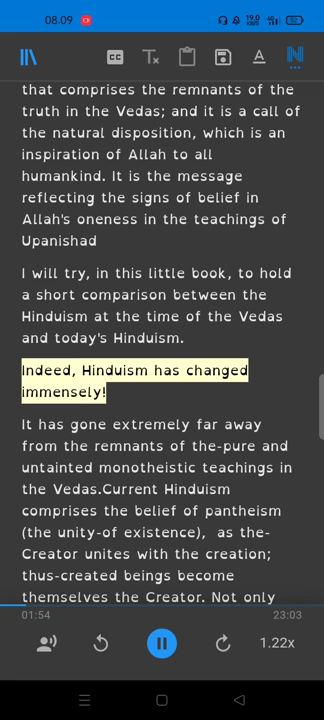 08.09
19.0
KB/S
CC
that comprises the remnants of the
truth in the Vedas; and it is a call of
the natural disposition, which is an
inspiration of Allah to all
humankind. It is the message
reflecting the signs of belief in
Allah's oneness in the teachings of
Upanishad
I will try, in this little book, to hold
a short comparison between the
Hinduism at the time of the Vedas
and today's Hinduism.
Indeed, Hinduism has changed
immensely!
It has gone extremely far away
from the remnants of the-pure and
untainted monotheistic teachings in
the Vedas.Current Hinduism
comprises the belief of pantheism
(the unity-of existence),  as the-
Creator unites with the creation;
thus-created beings become
themselves the Creator. Not only
01:54
23:03
1.22x